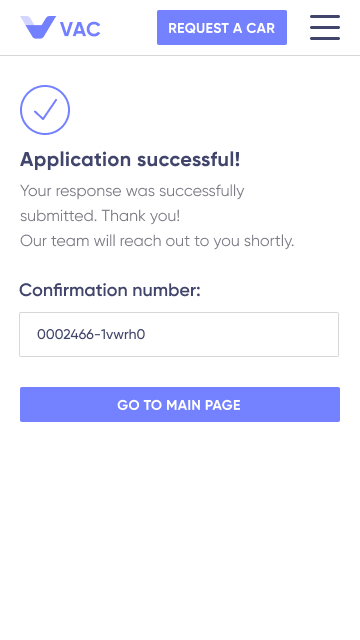 VAC
REQUEST A CAR
Application successful!
Your response was successfully
submitted. Thank you!
Our team will reach out to you shortly.
Confirmation number:
0002466-1vwrh0
GO TO MAIN PAGE